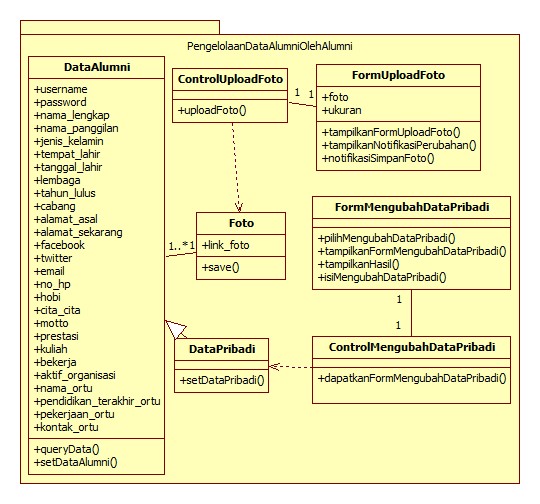 PengelolaanDataAlumniOlehAlumni
DataAlumni
+username
+password
+nama_lengkap
+nama_panggilan
+jenis_kelamin
+tempat_lahir
+tanggal_lahir
+lembaga
+tahun_lulus
+cabang
+alamat_asal
+alamat_sekarang
+facebook
+twitter
+email
+no_hp
+hobi
+cita_cita
+motto
+prestasi
+kuliah
+bekerja
+aktif_organisasi
+nama_ortu
+pendidikan_terakhir_ortu
+pekerjaan_ortu
+kontak_ortu
+queryData()
+setDataAlumni()
ControlUploadFoto
+uploadFoto()
1
1
FormUploadFoto
+foto
+ukuran
+tampilkanFormUploadFoto()
+tampilkanNotifikasiPerubahan()
+notifikasiSimpanFoto()
1..*
1
Foto
+link_foto
+save()
FormMengubahDataPribadi
+pilihMengubahDataPribadi()
+tampilkanFormMengubahDataPribadi()
+tampilkanHasil()
+isiMengubahDataPribadi()
1
1
DataPribadi
+setDataPribadi()
ControlMengubahDataPribadi
+dapatkanFormMengubahDataPribadi()